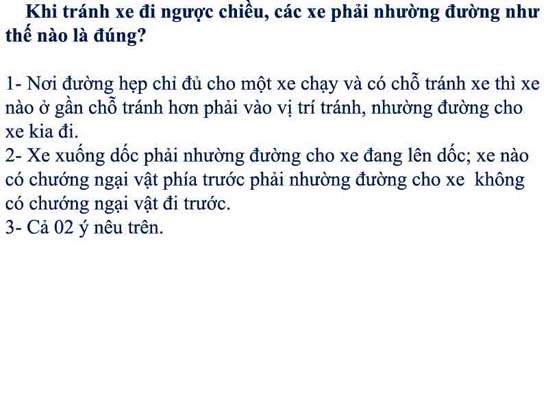 Khi tránh xe đi ngược chiều, các xe phải nhường đường như
thế nào là đúng?
1- Nơi đường hẹp chỉ đủ cho một xe chạy và có chỗ tránh xe thì xe
nào ở gần chỗ tránh hơn phải vào vị trí tránh, nhường đường cho
xe kia đi.
2- Xe xuống dốc phải nhường đường cho xe đang lên dốc; xe nào
có chướng ngại vật phía trước phải nhường đường cho xe không
có chướng ngại vật đi trước.
3- Cả 02 ý nêu trên.